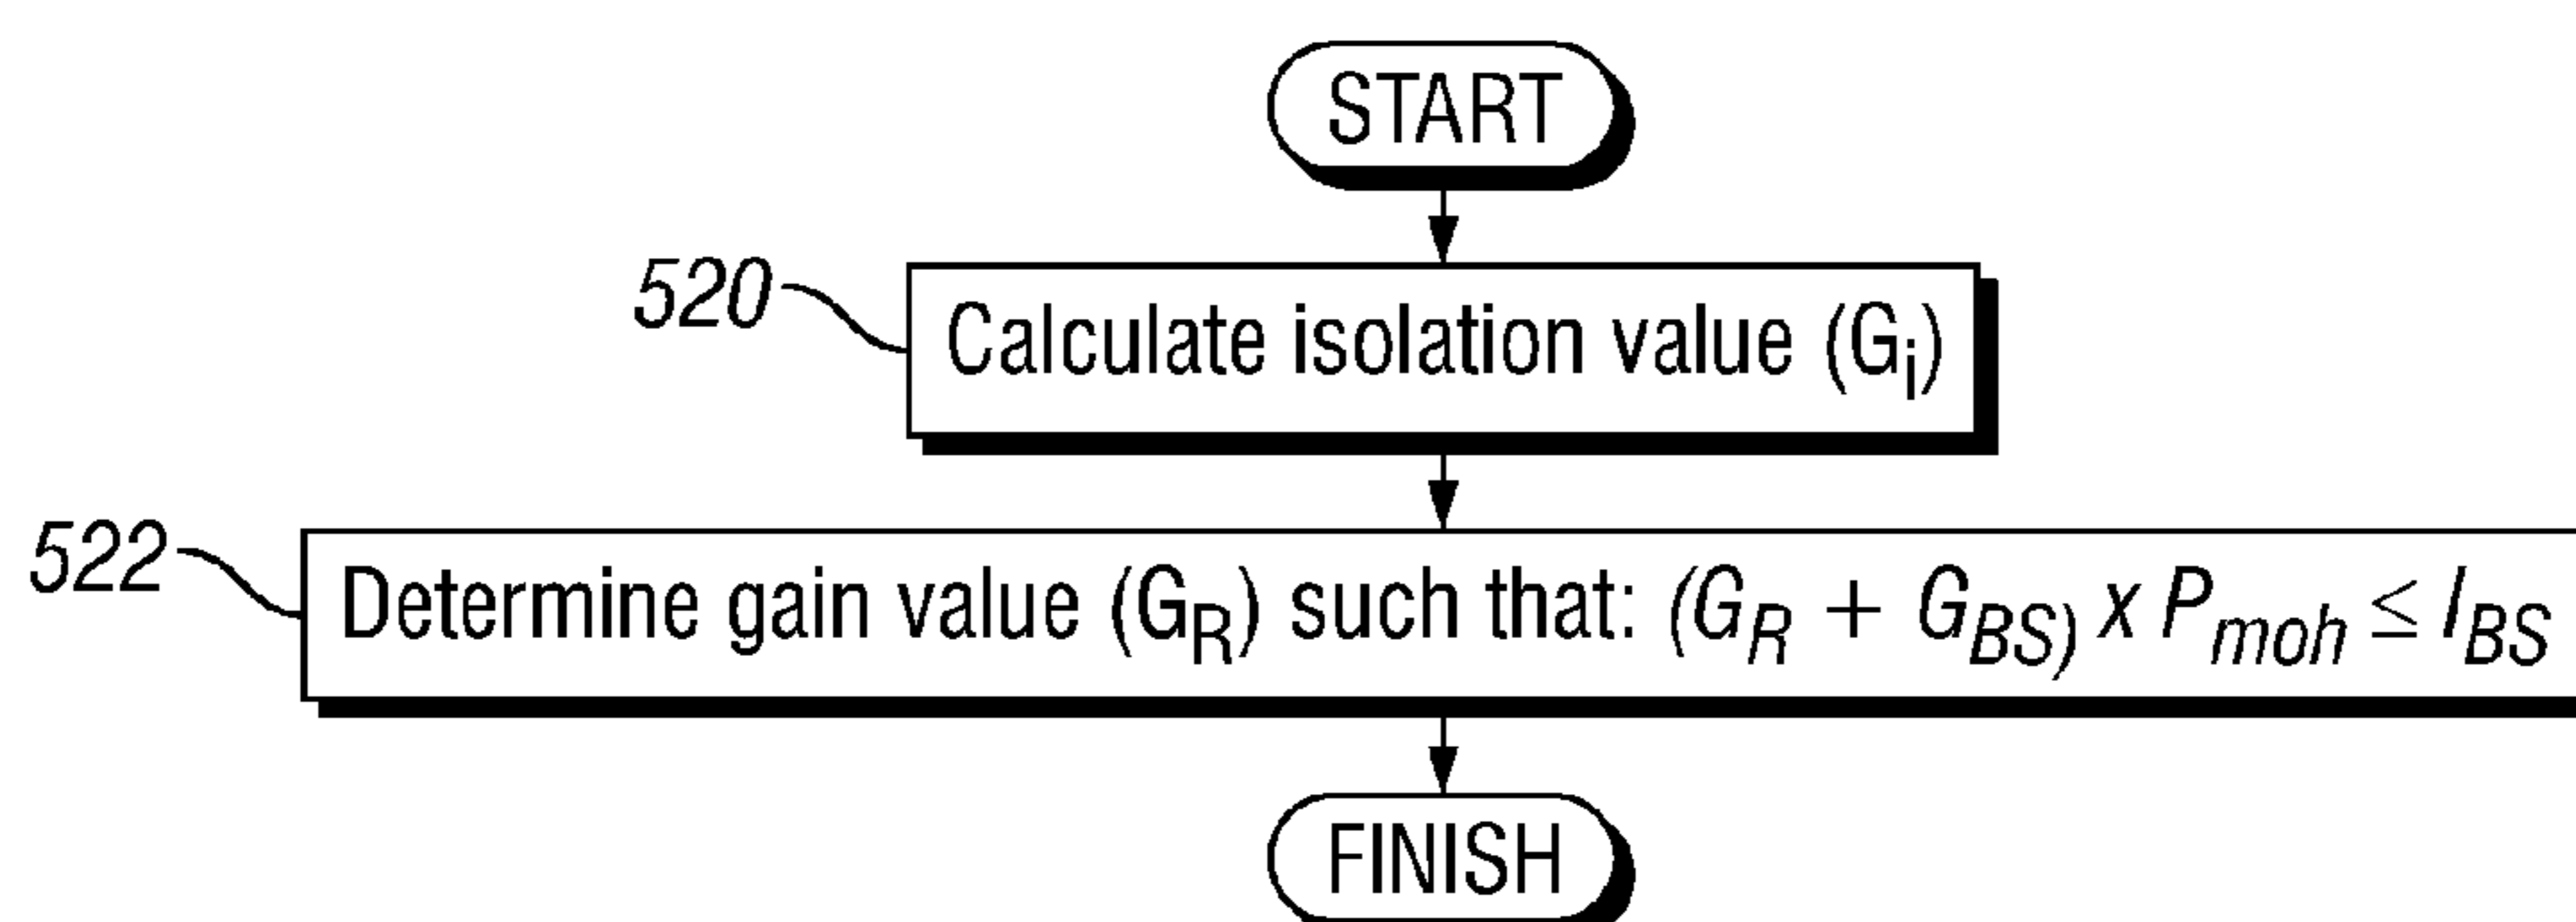 START
520
Calculate isolation value (Gi)
522
Determine gain value (GR) such that: (GR + GBS) x Pmoh ≤ IBS
FINISH